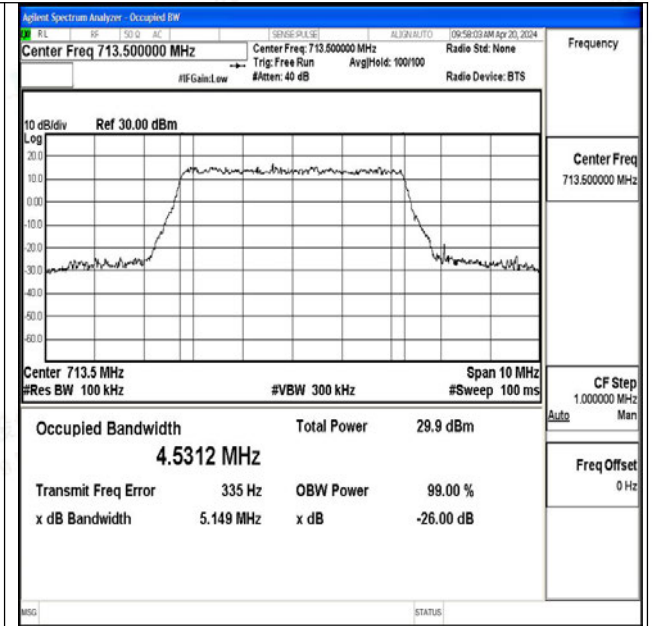 Agilent Spectrum Analyzer - Occupied BW
RL RF 50 Ω AC SENSE:PULSE ALIGN AUTO 09:58:03 AM Apr 20, 2024
Center Freq 713.500000 MHz
Center Freq: 713.500000 MHz
Radio Std: None
Trig: Free Run Avg|Hold: 100/100
#IFGain:Low #Atten: 40 dB Radio Device: BTS
Frequency
10 dB/div Ref 30.00 dBm
Log
20.0
10.0
0.00
-10.0
-20.0
-30.0
-40.0
-50.0
-60.0
Center Freq
713.500000 MHz
Center 713.5 MHz Span 10 MHz
#Res BW 100 kHz #VBW 300 kHz #Sweep 100 ms
CF Step
1.000000 MHz
Auto Man
Occupied Bandwidth Total Power 29.9 dBm
4.5312 MHz
Transmit Freq Error 335 Hz OBW Power 99.00 %
x dB Bandwidth 5.149 MHz x dB -26.00 dB
Freq Offset
0 Hz
MSG STATUS